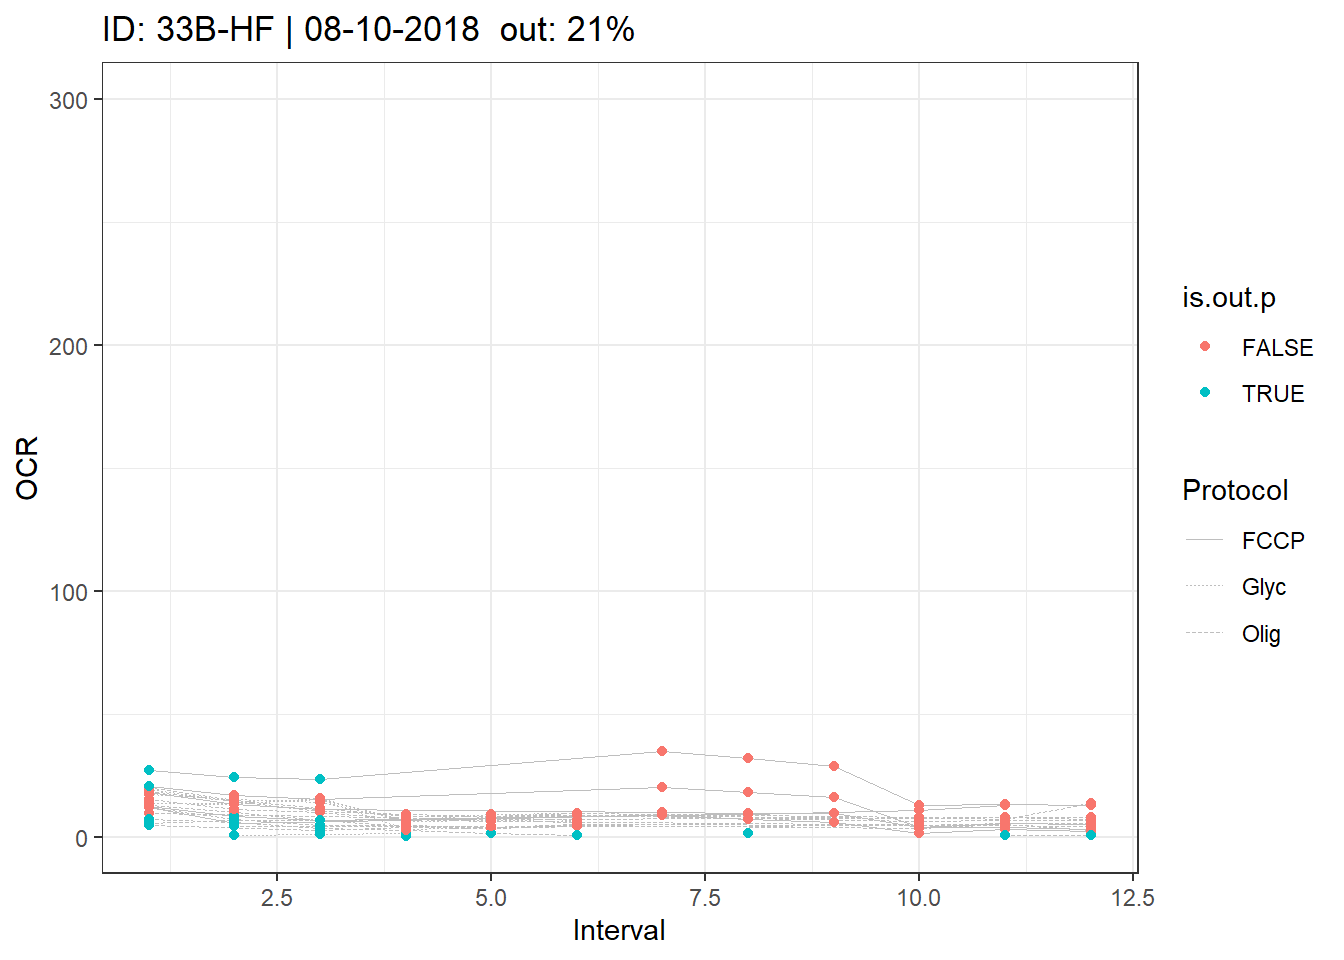 ID: 33B-HF | 08-10-2018  out: 21%
300
200
100
0
OCR
2.5
5.0
7.5
10.0
12.5
Interval
is.out.p
FALSE
TRUE
Protocol
FCCP
Glyc
Olig